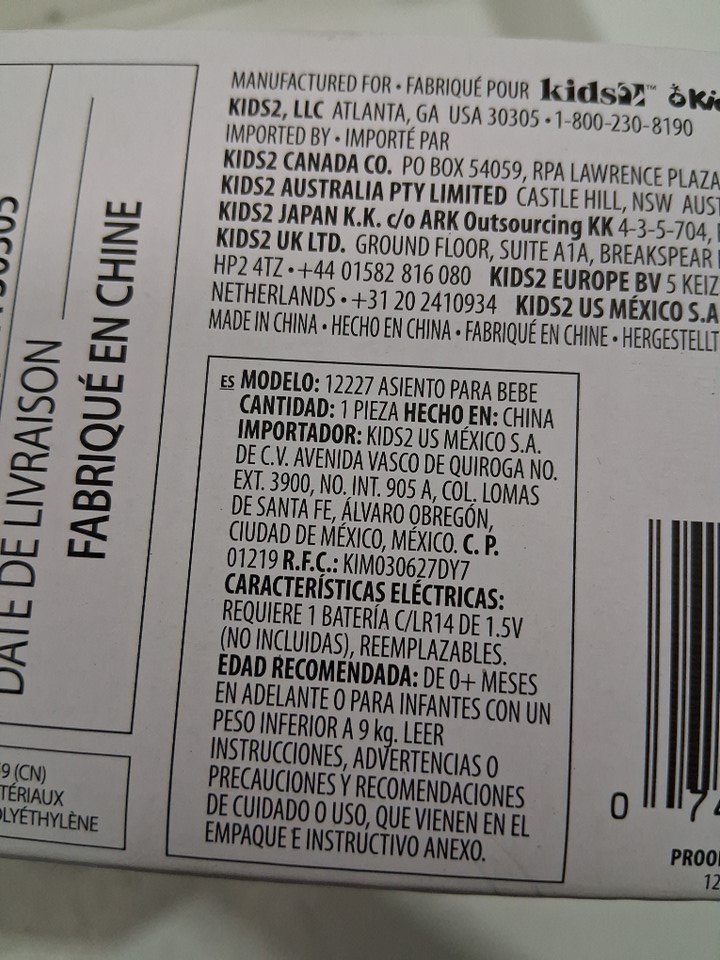 MANUFACTURED FOR • FABRIQUÉ POUR kids2™
KIDS2, LLC ATLANTA, GA USA 30305 • 1-800-230-8190
IMPORTED BY • IMPORTÉ PAR
KIDS2 CANADA CO. PO BOX 54059, RPA LAWRENCE PLAZA
KIDS2 AUSTRALIA PTY LIMITED CASTLE HILL, NSW
KIDS2 JAPAN K.K. c/o ARK Outsourcing KK 4-3-5-704,
KIDS2 UK LTD. GROUND FLOOR, SUITE A1A, BREAKSPEAR
HP2 4TZ • +44 01582 816 080 KIDS2 EUROPE BV 5
NETHERLANDS • +31 20 2410934 KIDS2 US MÉXICO S.A
MADE IN CHINA • HECHO EN CHINA • FABRIQUÉ EN CHINE • HERGESTELLT
ES MODELO: 12227 ASIENTO PARA BEBE
CANTIDAD: 1 PIEZA HECHO EN: CHINA
IMPORTADOR: KIDS2 US MÉXICO S.A.
DE C.V. AVENIDA VASCO DE QUIROGA NO.
EXT. 3900, NO. INT. 905 A, COL. LOMAS
DE SANTA FE, ÁLVARO OBREGÓN,
CIUDAD DE MÉXICO, MÉXICO. C. P.
01219 R.F.C.: KIM030627DY7
CARACTERÍSTICAS ELÉCTRICAS:
REQUIERE 1 BATERÍA C/LR14 DE 1.5V
(NO INCLUIDAS), REEMPLAZABLES.
EDAD RECOMENDADA: DE 0+ MESES
EN ADELANTE O PARA INFANTES CON UN
PESO INFERIOR A 9 kg. LEER
INSTRUCCIONES, ADVERTENCIAS O
PRECAUCIONES Y RECOMENDACIONES
DE CUIDADO O USO, QUE VIENEN EN EL
EMPAQUE E INSTRUCTIVO ANEXO.
DATE DE LIVRAISON
FABRIQUÉ EN CHINE
(CN)
0 7
12